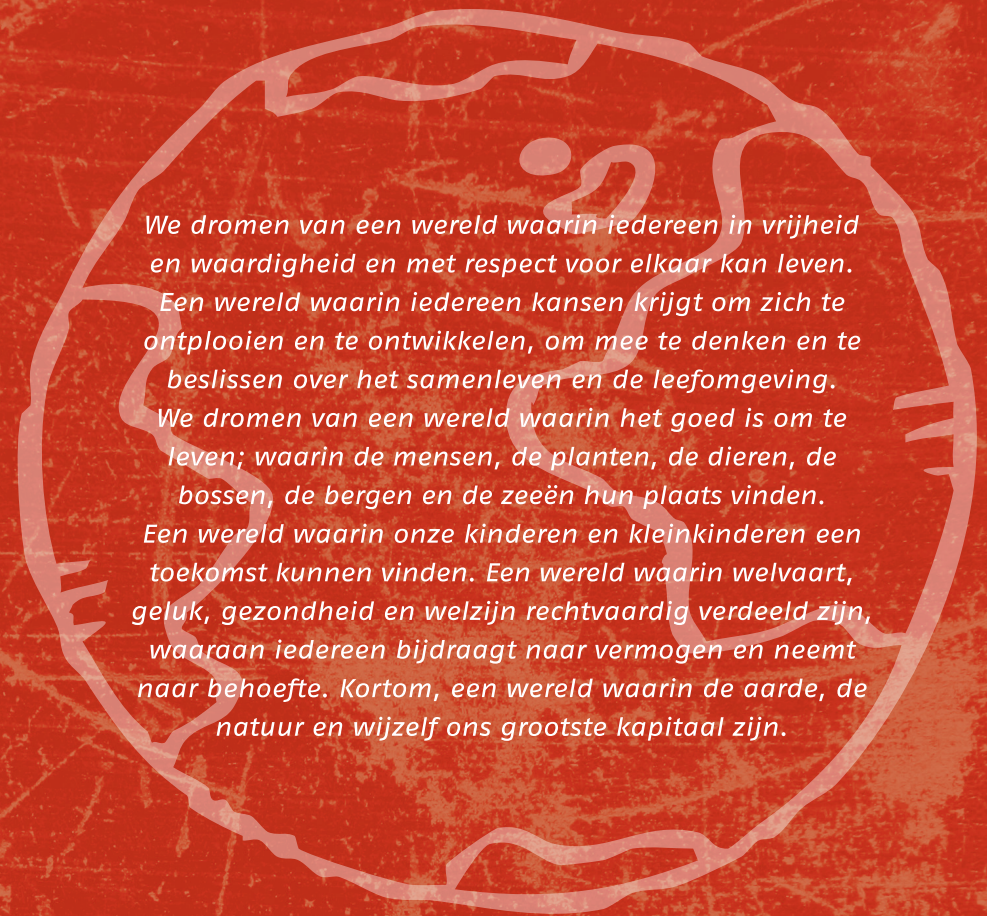 We dromen van een wereld waarin iedereen in vrijheid
en waardigheid en met respect voor elkaar kan leven.
Een wereld waarin iedereen kansen krijgt om zich te
ontplooien en te ontwikkelen, om mee te denken en te
beslissen over het samenleven en de leefomgeving.
We dromen van een wereld waarin het goed is om te
leven; waarin de mensen, de planten, de dieren, de
bossen, de bergen en de zeeën hun plaats vinden.
Een wereld waarin onze kinderen en kleinkinderen een
toekomst kunnen vinden. Een wereld waarin welvaart,
geluk, gezondheid en welzijn rechtvaardig verdeeld zijn,
waaraan iedereen bijdraagt naar vermogen en neemt
naar behoefte. Kortom, een wereld waarin de aarde, de
natuur en wijzelf ons grootste kapitaal zijn.